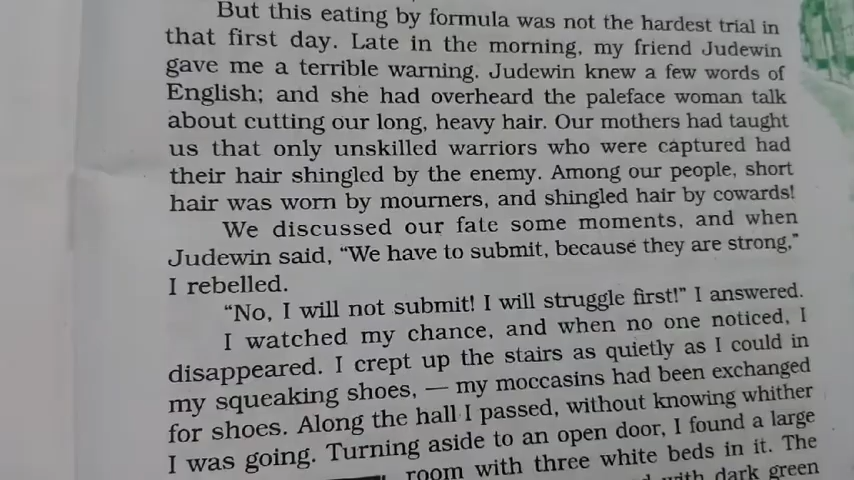 But this eating by formula was not the hardest trial in
that first day. Late in the morning, my friend Judewin
gave me a terrible warning. Judewin knew a few words of
English; and she had overheard the paleface woman talk
about cutting our long, heavy hair. Our mothers had taught
us that only unskilled warriors who were captured had
their hair shingled by the enemy. Among our people, short
hair was worn by mourners, and shingled hair by cowards!
We discussed our fate some moments, and when
Judewin said, “We have to submit, because they are strong,”
I rebelled.
“No, I will not submit! I will struggle first!” I answered.
I watched my chance, and when no one noticed, I
disappeared. I crept up the stairs as quietly as I could in
my squeaking shoes, — my moccasins had been exchanged
for shoes. Along the hall I passed, without knowing whither
I was going. Turning aside to an open door, I found a large
room with three white beds in it. The
with dark green